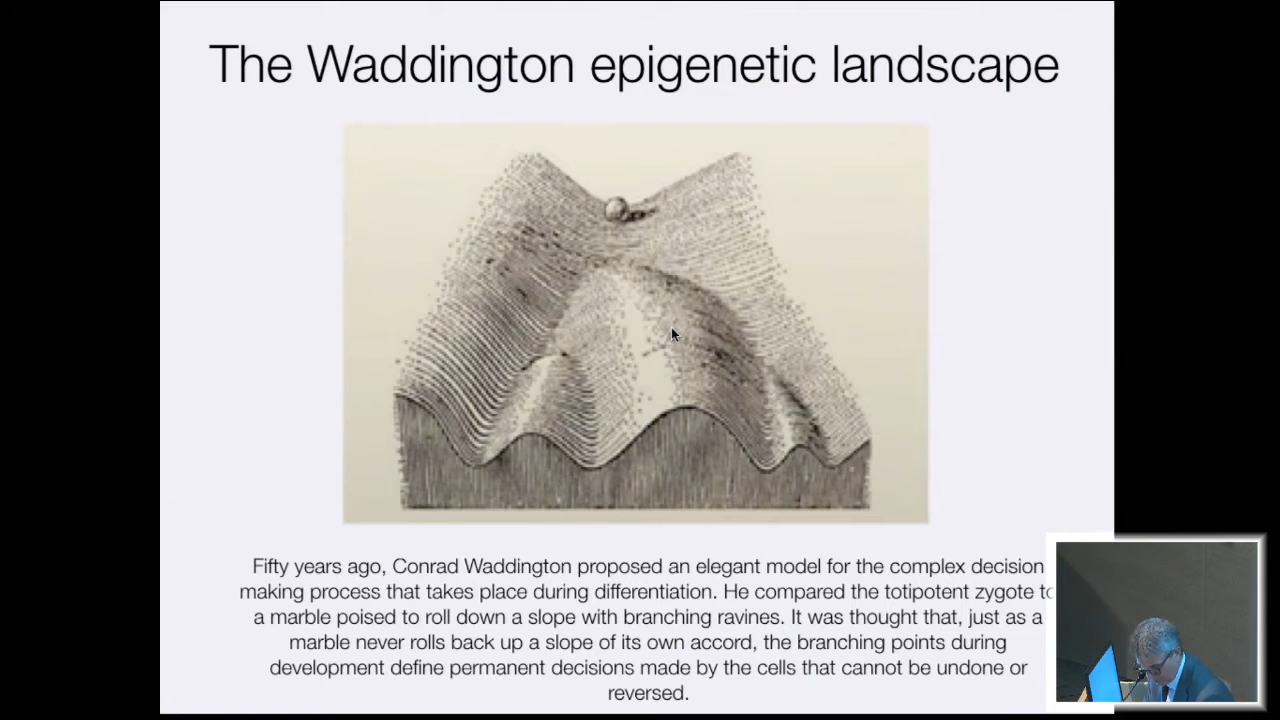 The Waddington epigenetic landscape
Fifty years ago, Conrad Waddington proposed an elegant model for the complex decision
making process that takes place during differentiation. He compared the totipotent zygote to
a marble poised to roll down a slope with branching ravines. It was thought that, just as a
marble never rolls back up a slope of its own accord, the branching points during
development define permanent decisions made by the cells that cannot be undone or
reversed.